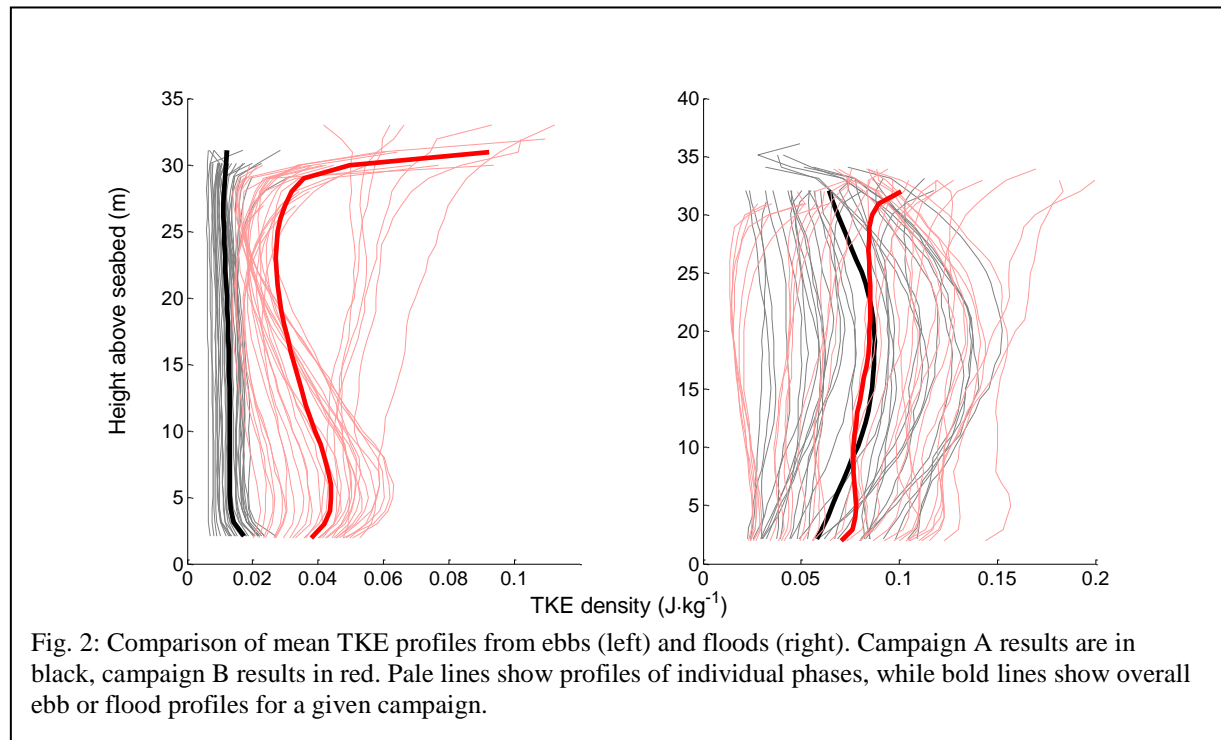 35
30
25
20
15
10
5
0
Height above seabed (m)
0 0.02 0.04 0.06 0.08 0.1
40
35
30
25
20
15
10
5
0
0 0.05 0.1 0.15 0.2
TKE density (J·kg⁻¹)
Fig. 2: Comparison of mean TKE profiles from ebbs (left) and floods (right). Campaign A results are in
black, campaign B results in red. Pale lines show profiles of individual phases, while bold lines show overall
ebb or flood profiles for a given campaign.